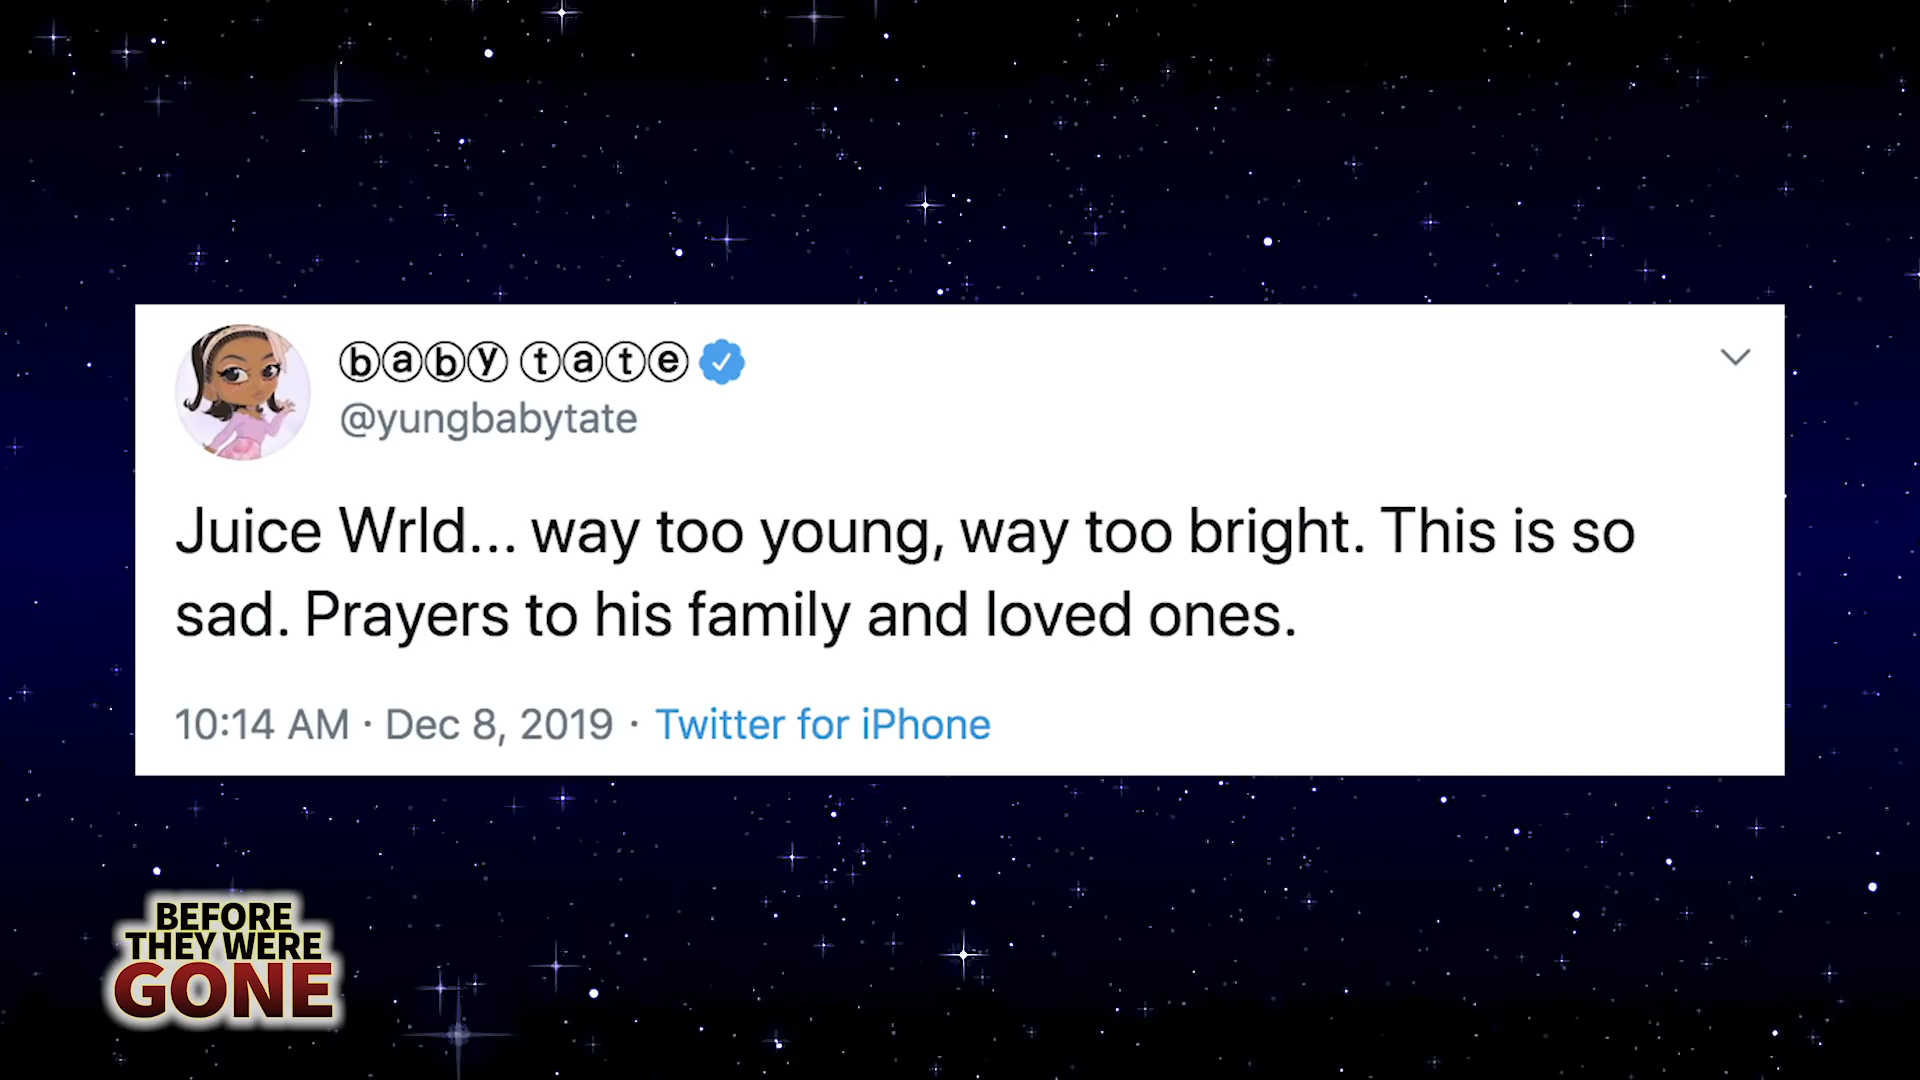 ⓑⓐⓑⓨ ⓣⓐⓣⓔ
@yungbabytate
Juice Wrld... way too young, way too bright. This is so
sad. Prayers to his family and loved ones.
10:14 AM · Dec 8, 2019 · Twitter for iPhone
BEFORE
THEY WERE
GONE